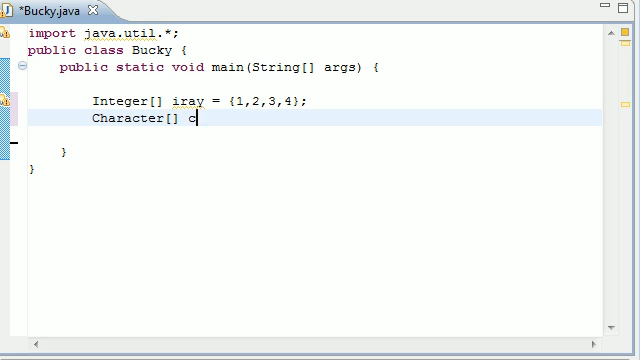 *Bucky.java
import java.util.*;
public class Bucky {
public static void main(String[] args) {
Integer[] iray = {1,2,3,4};
Character[] c
}
}